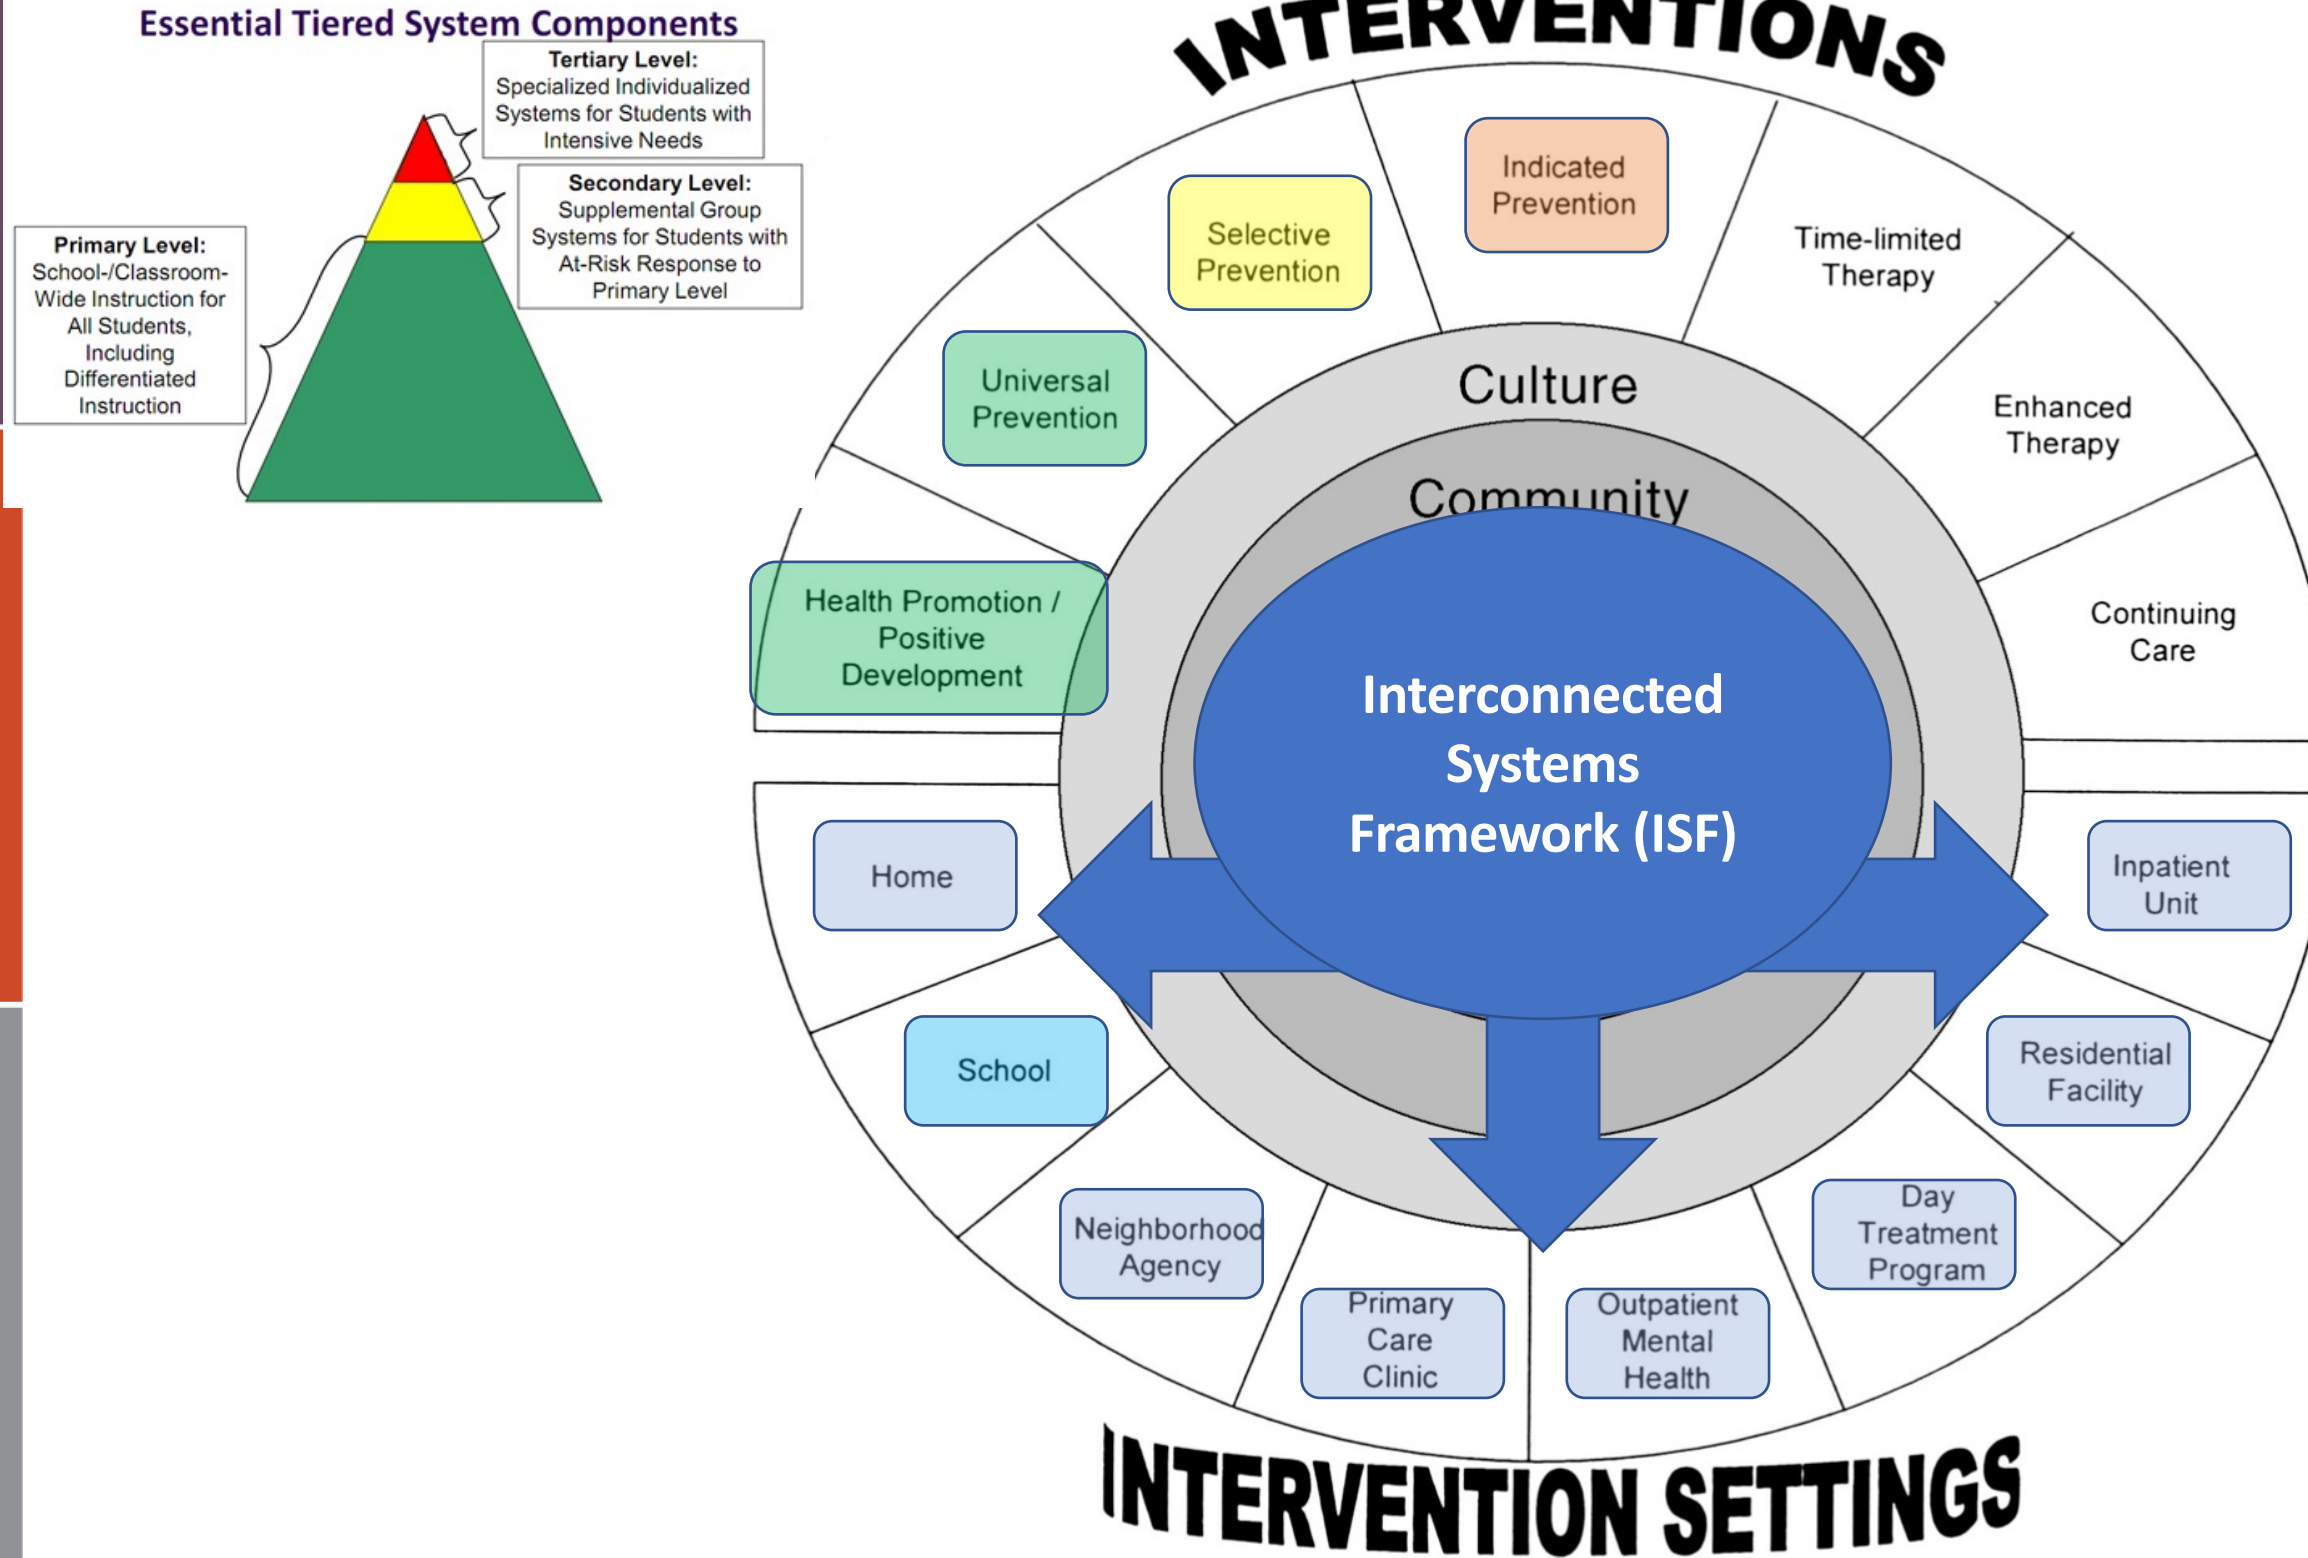 Essential Tiered System Components
Tertiary Level:
Specialized Individualized
Systems for Students with
Intensive Needs
Secondary Level:
Supplemental Group
Systems for Students with
At-Risk Response to
Primary Level
Primary Level:
School-/Classroom-
Wide Instruction for
All Students,
Including
Differentiated
Instruction
INTERVENTIONS
Health Promotion /
Positive
Development
Universal
Prevention
Selective
Prevention
Indicated
Prevention
Time-limited
Therapy
Enhanced
Therapy
Continuing
Care
Culture
Community
Interconnected
Systems
Framework (ISF)
Home
School
Neighborhood
Agency
Primary
Care
Clinic
Outpatient
Mental
Health
Day
Treatment
Program
Residential
Facility
Inpatient
Unit
INTERVENTION SETTINGS